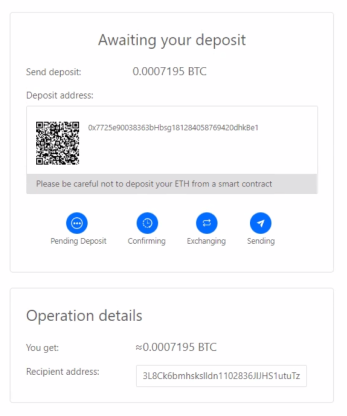 Awaiting your deposit
Send deposit: 0.0007195 BTC
Deposit address:
0x7725e90038363bHbsg181284058769420dhkBe1
Please be careful not to deposit your ETH from a smart contract
Pending Deposit Confirming Exchanging Sending
Operation details
You get: ≈0.0007195 BTC
Recipient address: 3L8Ck6bmhskslldn1102836JIJHS1utuTz